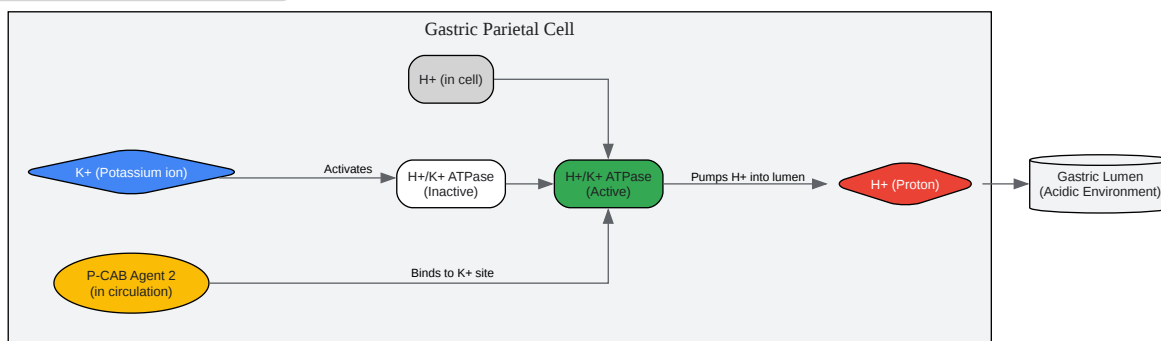 Gastric Parietal Cell
H+ (in cell)
K+ (Potassium ion)
Activates
H+/K+ ATPase
(Inactive)
H+/K+ ATPase
(Active)
Pumps H+ into lumen
H+ (Proton)
Gastric Lumen
(Acidic Environment)
P-CAB Agent 2
(in circulation)
Binds to K+ site